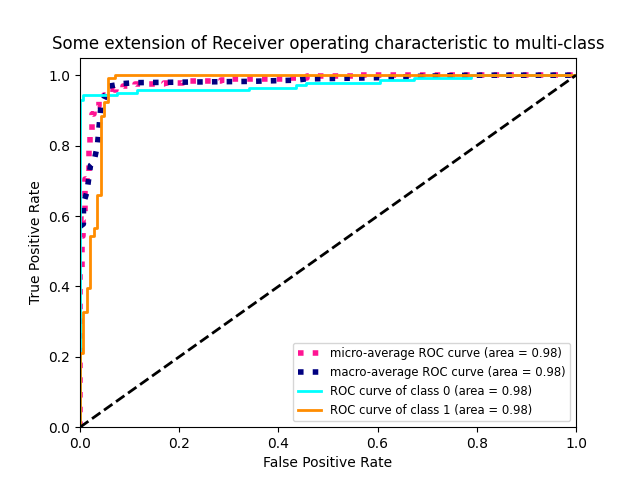 Some extension of Receiver operating characteristic to multi-class
1.0
0.8
0.6
0.4
0.2
0.0
True Positive Rate
micro-average ROC curve (area = 0.98)
macro-average ROC curve (area = 0.98)
ROC curve of class 0 (area = 0.98)
ROC curve of class 1 (area = 0.98)
0.0 0.2 0.4 0.6 0.8 1.0
False Positive Rate